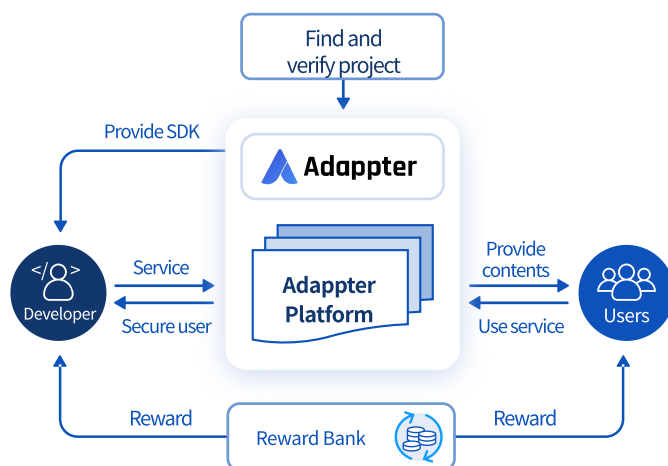 Find and
verify project
Provide SDK
Adappter
</>
Developer
Service
Secure user
Adappter
Platform
Provide
contents
Use service
Users
Reward
Reward Bank
Reward